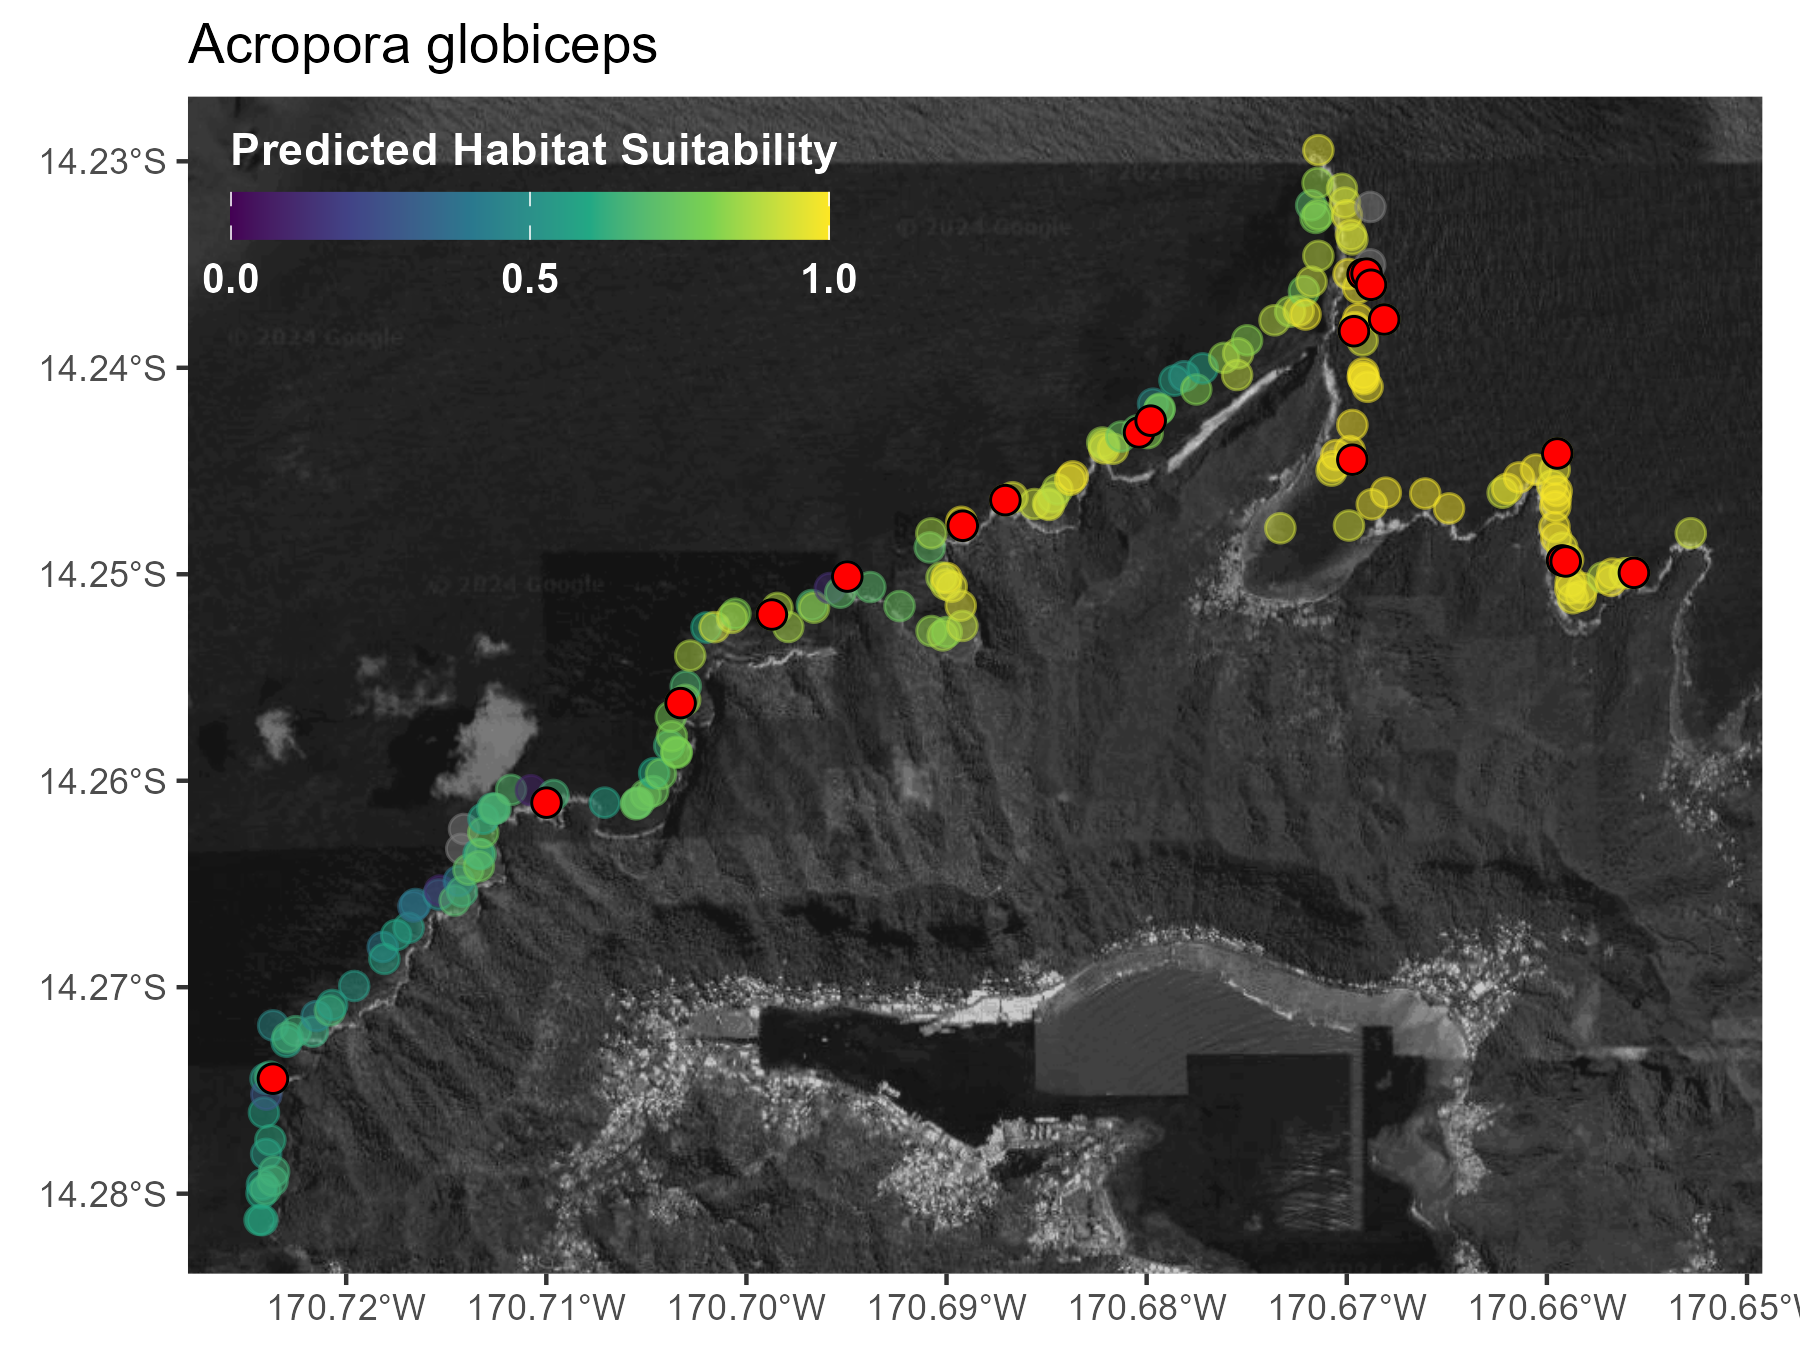 Acropora globiceps
Predicted Habitat Suitability
0.0 0.5 1.0
© 2024 Google
© 2024 Google
© 2024 Google
© 2024 Google
14.23°S
14.24°S
14.25°S
14.26°S
14.27°S
14.28°S
170.72°W 170.71°W 170.70°W 170.69°W 170.68°W 170.67°W 170.66°W 170.65°W